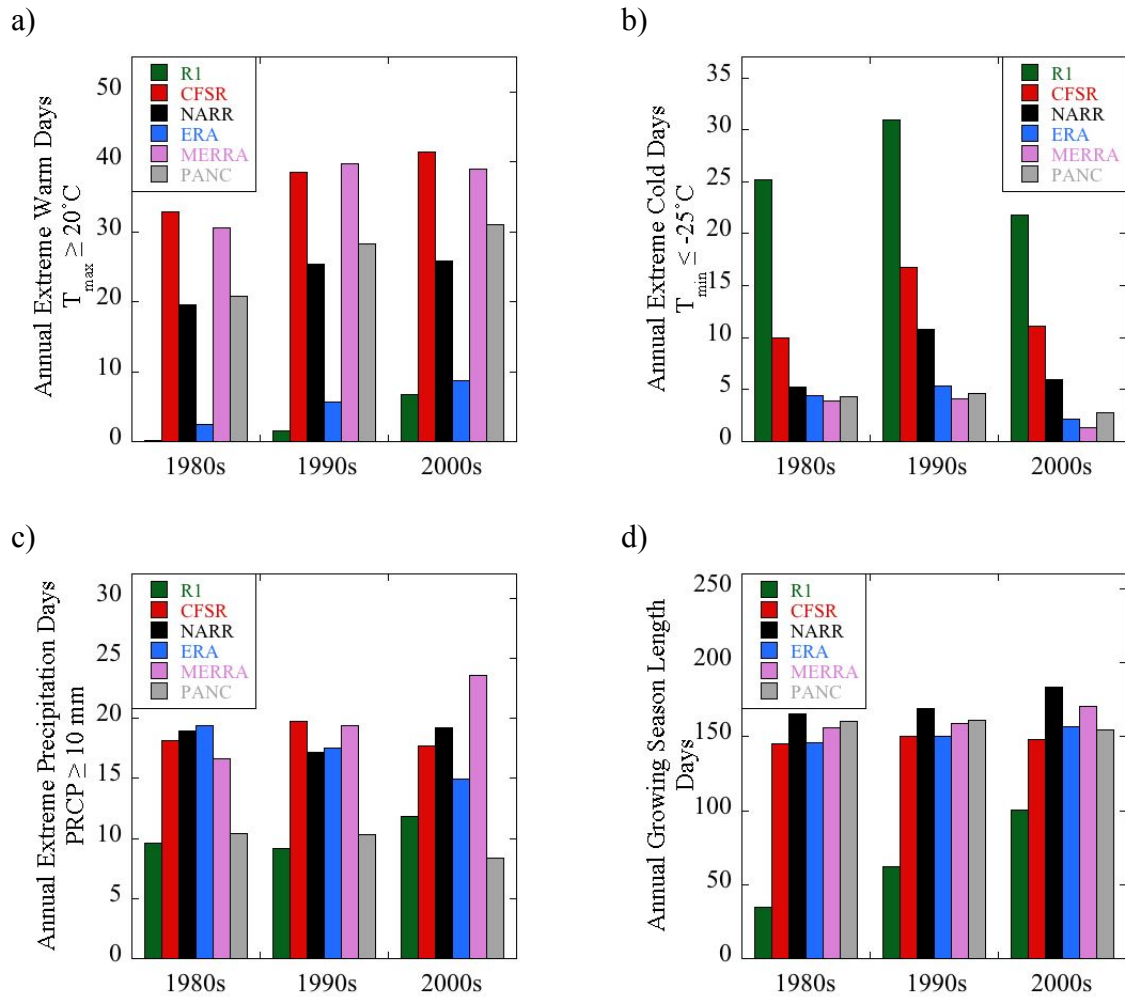 a)
Annual Extreme Warm Days
T_max ≥ 20˚C
50
40
30
20
10
0
R1
CFSR
NARR
ERA
MERRA
PANC
1980s
1990s
2000s
b)
Annual Extreme Cold Days
T_min ≤ -25˚C
35
30
25
20
15
10
5
0
R1
CFSR
NARR
ERA
MERRA
PANC
1980s
1990s
2000s
c)
Annual Extreme Precipitation Days
PRCP ≥ 10 mm
30
25
20
15
10
5
0
R1
CFSR
NARR
ERA
MERRA
PANC
1980s
1990s
2000s
d)
Annual Growing Season Length
Days
250
200
150
100
50
0
R1
CFSR
NARR
ERA
MERRA
PANC
1980s
1990s
2000s